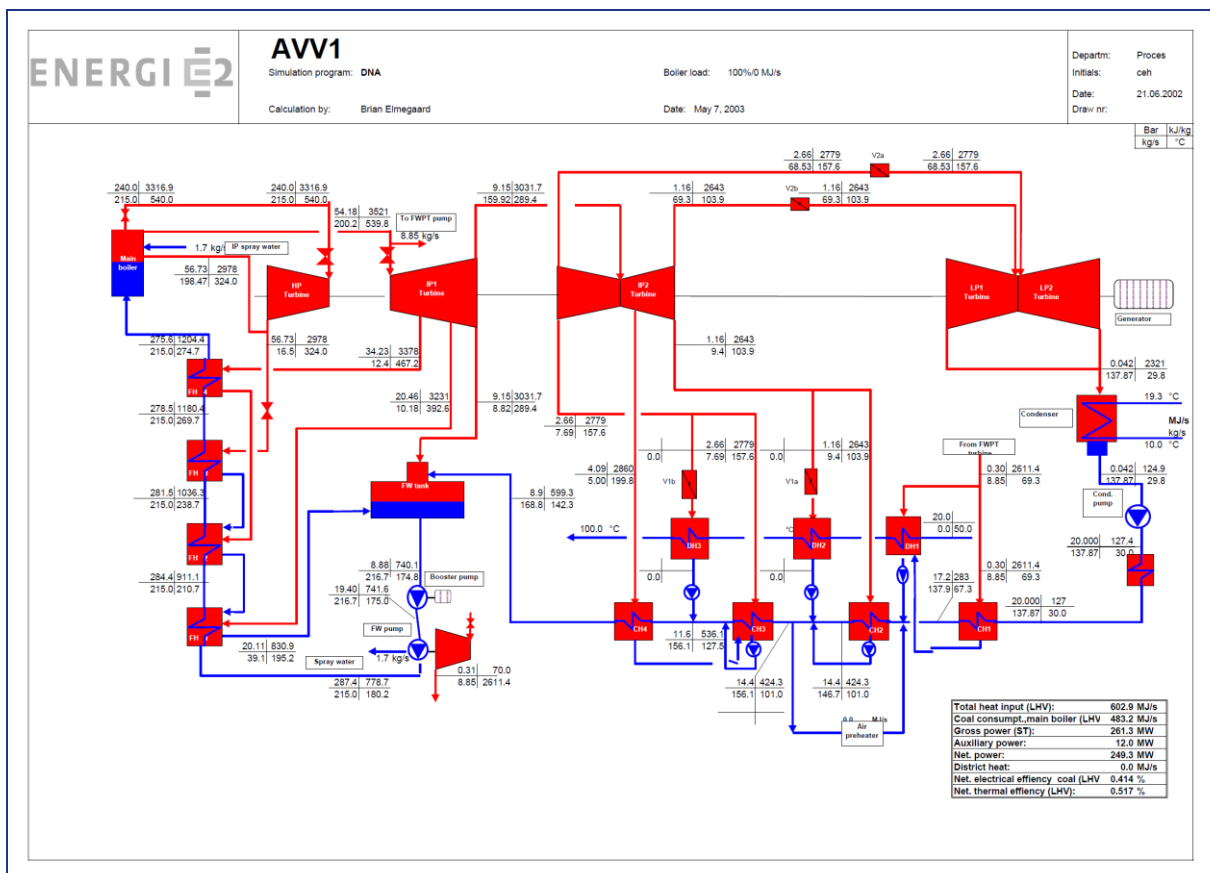 ENERGI E2
AVV1
Simulation program: DNA
Boiler load: 100%/0 MJ/s
Calculation by: Brian Elmegaard
Date: May 7, 2003
Departm: Proces
Initials: ceh
Date: 21.06.2002
Draw nr:
Bar kJ/kg
kg/s °C
2.66 2779
68.53 157.6
V2a
2.66 2779
68.53 157.6
240.0 3316.9
215.0 540.0
240.0 3316.9
215.0 540.0
9.15 3031.7
159.92 289.4
1.16 2643
69.3 103.9
V2b
1.16 2643
69.3 103.9
54.18 3521
200.2 539.8
To FWPT pump
8.85 kg/s
1.7 kg/s
IP spray water
Main
boiler
56.73 2978
198.47 324.0
HP
Turbine
IP1
Turbine
IP2
Turbine
LP1
Turbine
LP2
Turbine
Generator
275.6 1204.4
215.0 274.7
56.73 2978
16.5 324.0
34.23 3378
12.4 467.2
1.16 2643
9.4 103.9
0.042 2321
137.87 29.8
20.46 3231
10.18 392.6
9.15 3031.7
8.82 289.4
278.5 1180.4
215.0 269.7
2.66 2779
7.69 157.6
2.66 2779
0.0 7.69 157.6
1.16 2643
0.0 9.4 103.9
Condenser
19.3 °C
MJ/s
kg/s
10.0 °C
From FWPT
turbine
0.30 2611.4
8.85 69.3
0.042 124.9
137.87 29.8
4.09 2860
5.00 199.8
V1b
V1a
FW tank
8.9 599.3
168.8 142.3
281.5 1036.3
215.0 238.7
Cond.
pump
100.0 °C
DH3
°C
DH2
DH1
20.0
0.0 50.0
20.000 127.4
137.87 30.0
0.0
0.0
8.88 740.1
216.7 174.8
Booster pump
284.4 911.1
215.0 210.7
19.40 741.6
216.7 175.0
17.2 283
137.9 67.3
0.30 2611.4
8.85 69.3
20.000 127
137.87 30.0
FH
FW pump
CH4
CH3
CH2
CH1
11.6 536.1
156.1 127.5
20.11 830.9
39.1 195.2
Spray water
1.7 kg/s
0.31 70.0
8.85 2611.4
287.4 778.7
215.0 180.2
14.4 424.3
156.1 101.0
14.4 424.3
146.7 101.0
MJ/s
Air
preheater
Total heat input (LHV): 602.9 MJ/s
Coal consumpt.,main boiler (LHV 483.2 MJ/s
Gross power (ST): 261.3 MW
Auxiliary power: 12.0 MW
Net. power: 249.3 MW
District heat: 0.0 MJ/s
Net. electrical effiency coal (LHV 0.414 %
Net. thermal effiency (LHV): 0.517 %